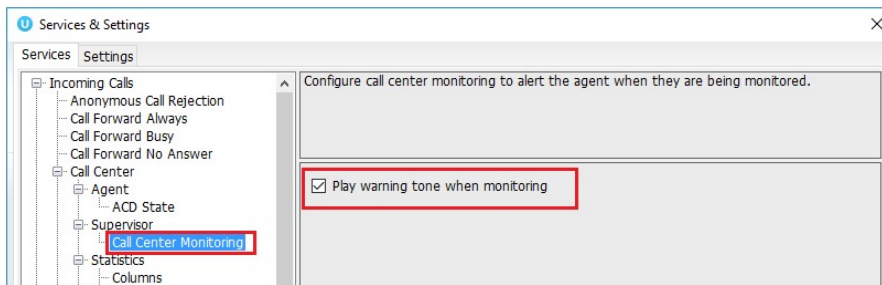 Services & Settings
Services Settings
Incoming Calls
Anonymous Call Rejection
Call Forward Always
Call Forward Busy
Call Forward No Answer
Call Center
Agent
ACD State
Supervisor
Call Center Monitoring
Statistics
Columns
Configure call center monitoring to alert the agent when they are being monitored.
Play warning tone when monitoring